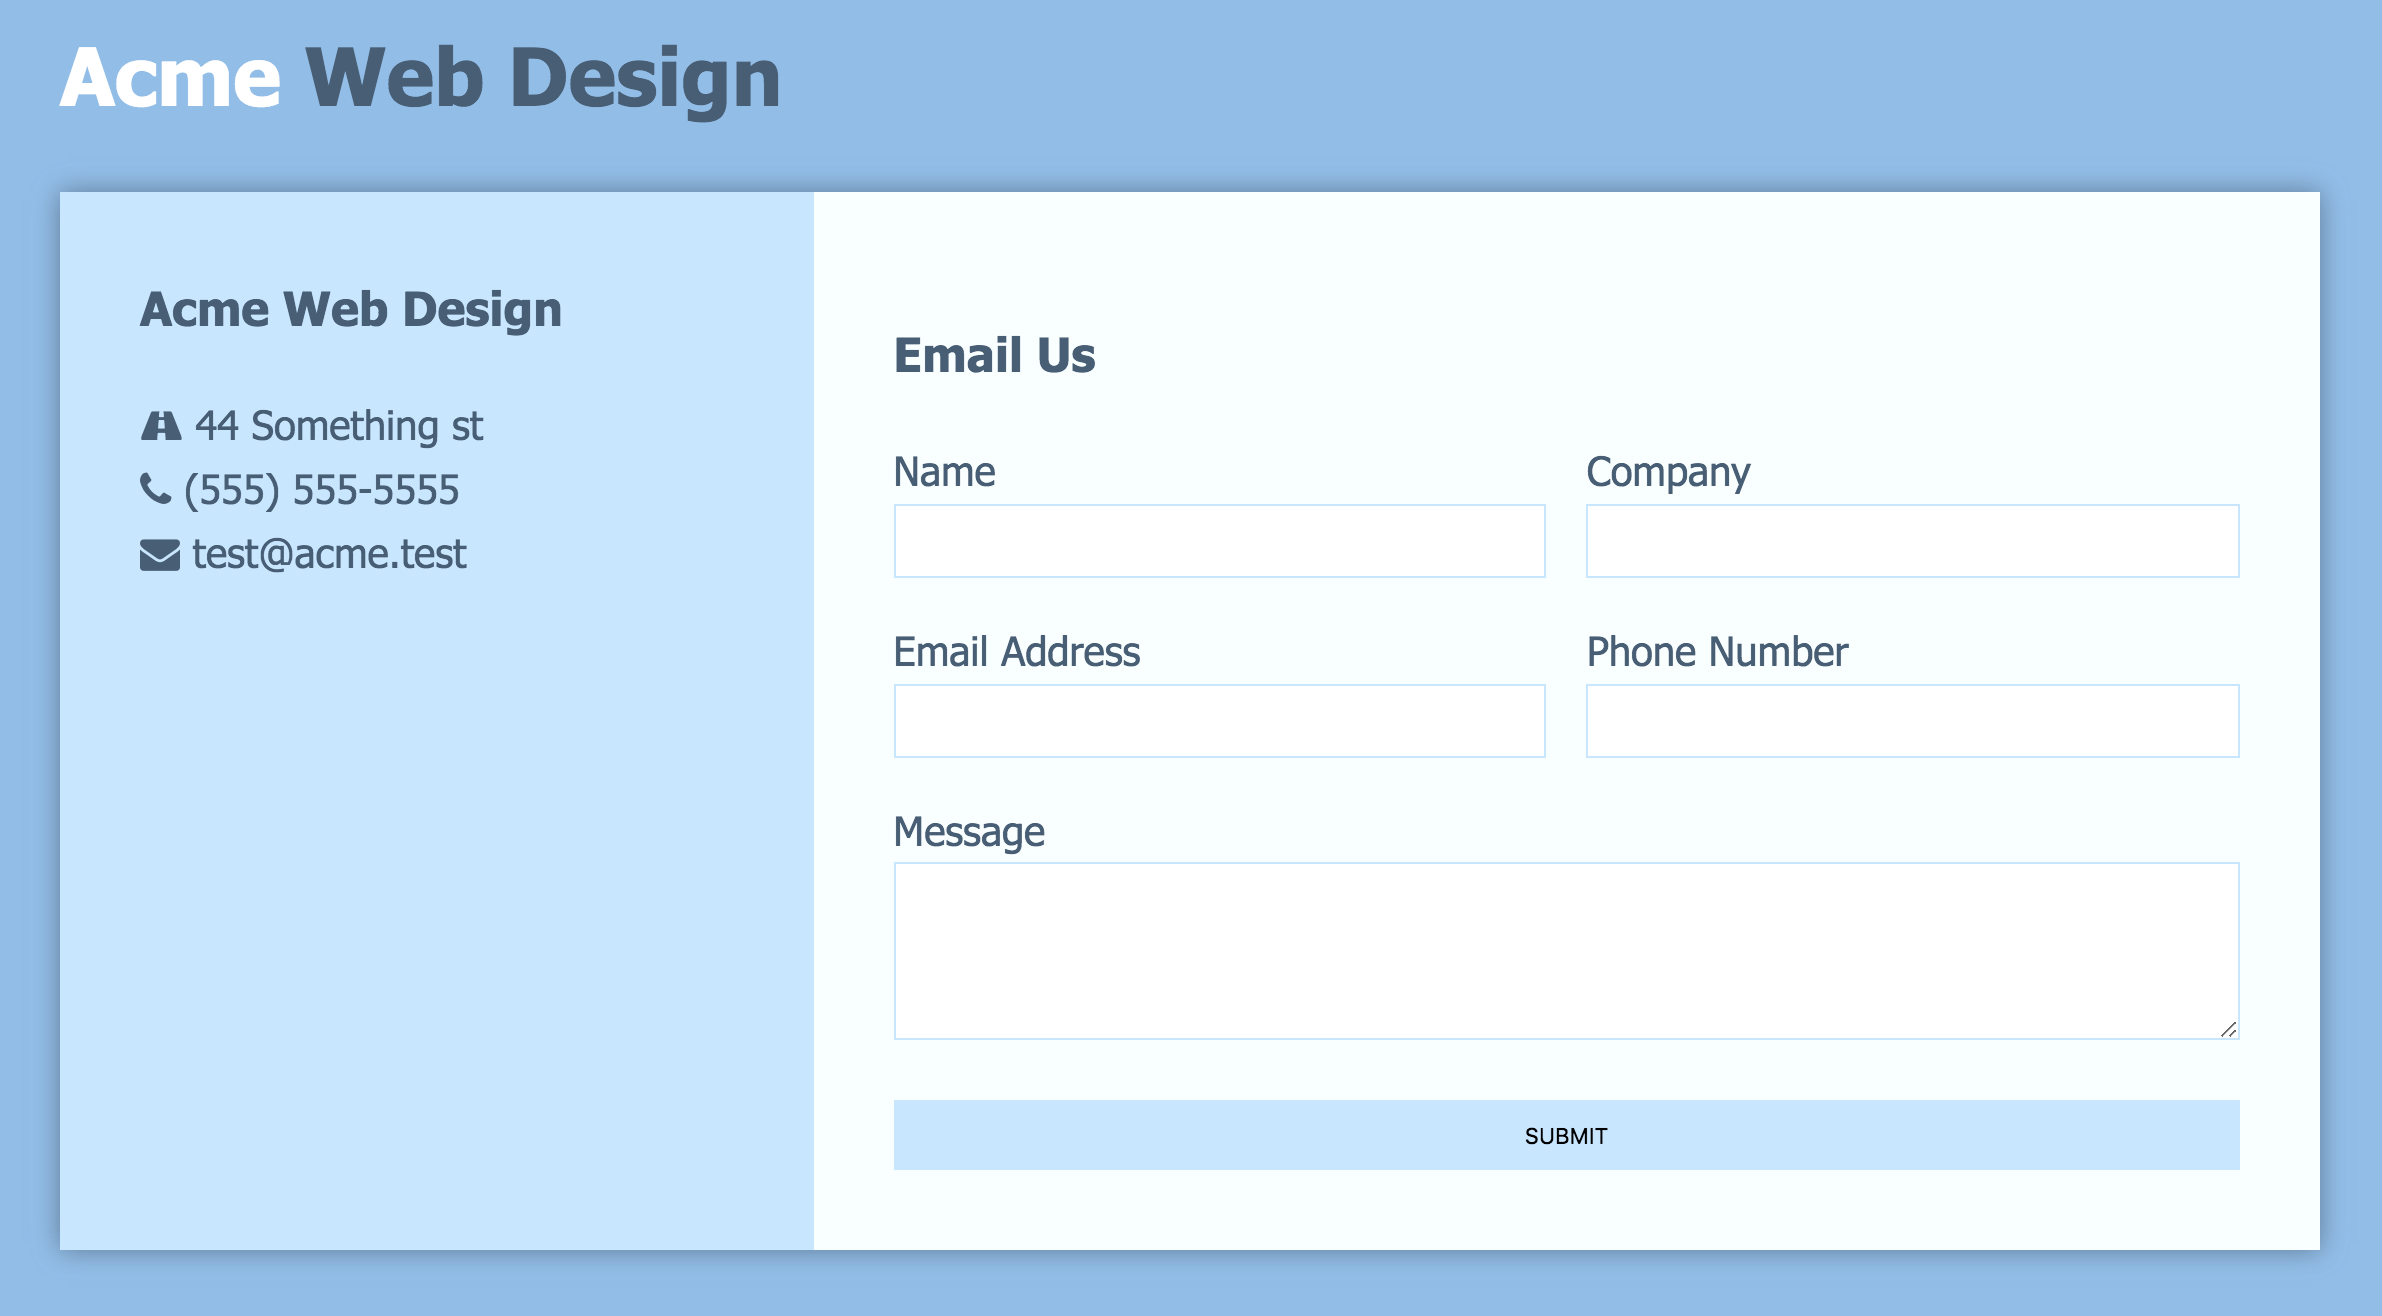 Acme Web Design
Acme Web Design
44 Something st
(555) 555-5555
test@acme.test
Email Us
Name
Company
Email Address
Phone Number
Message
SUBMIT